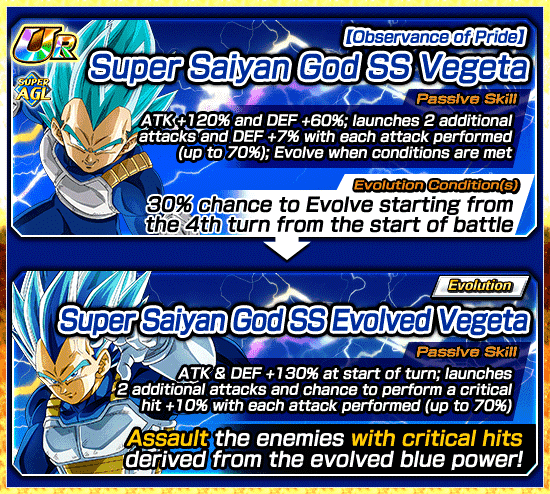 UR
[Observance of Pride]
SUPER
AGL
Super Saiyan God SS Vegeta
Passive Skill
ATK +120% and DEF +60%; launches 2 additional
attacks and DEF +7% with each attack performed
(up to 70%); Evolve when conditions are met
Evolution Condition(s)
30% chance to Evolve starting from
the 4th turn from the start of battle
Evolution
Super Saiyan God SS Evolved Vegeta
Passive Skill
ATK & DEF +130% at start of turn; launches
2 additional attacks and chance to perform a critical
hit +10% with each attack performed (up to 70%)
Assault the enemies with critical hits
derived from the evolved blue power!